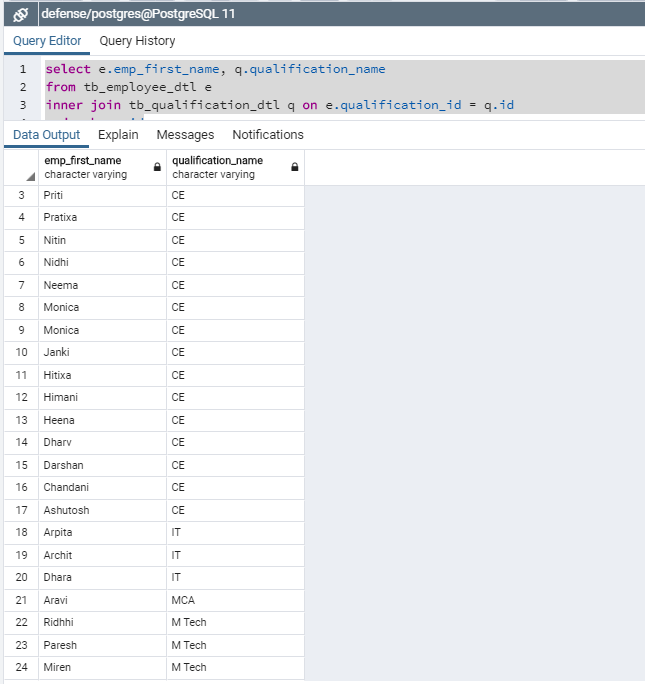 defense/postgres@PostgreSQL 11
Query Editor Query History
1 select e.emp_first_name, q.qualification_name
2 from tb_employee_dtl e
3 inner join tb_qualification_dtl q on e.qualification_id = q.id
Data Output Explain Messages Notifications
emp_first_name qualification_name
character varying character varying
3 Priti CE
4 Pratixa CE
5 Nitin CE
6 Nidhi CE
7 Neema CE
8 Monica CE
9 Monica CE
10 Janki CE
11 Hitixa CE
12 Himani CE
13 Heena CE
14 Dharv CE
15 Darshan CE
16 Chandani CE
17 Ashutosh CE
18 Arpita IT
19 Archit IT
20 Dhara IT
21 Aravi MCA
22 Ridhhi M Tech
23 Paresh M Tech
24 Miren M Tech